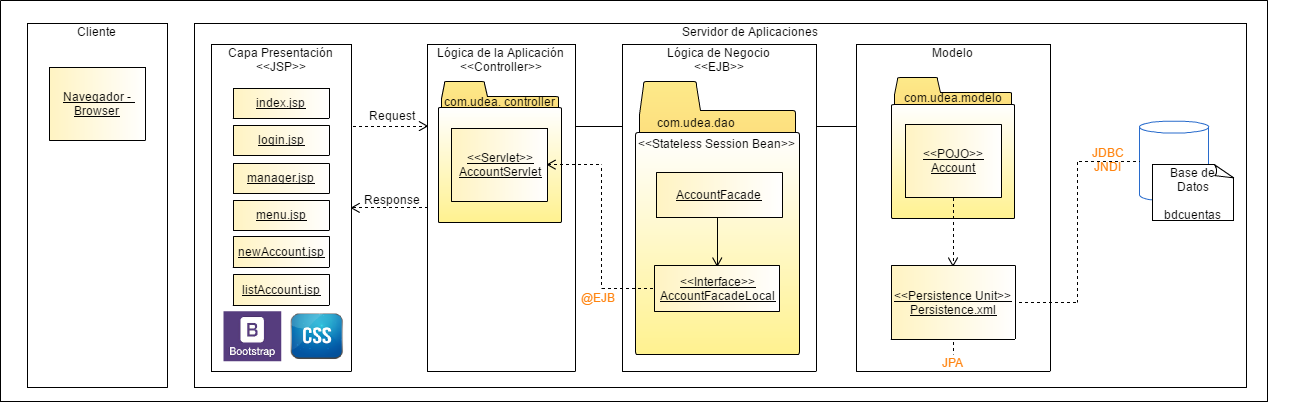 Cliente
Navegador -
Browser
Servidor de Aplicaciones
Capa Presentación
<<JSP>>
index.jsp
login.jsp
manager.jsp
menu.jsp
newAccount.jsp
listAccount.jsp
B
Bootstrap
CSS
Request
Response
Lógica de la Aplicación
<<Controller>>
com.udea. controller
<<Servlet>>
AccountServlet
@EJB
Lógica de Negocio
<<EJB>>
com.udea.dao
<<Stateless Session Bean>>
AccountFacade
<<Interface>>
AccountFacadeLocal
Modelo
com.udea.modelo
<<POJO>>
Account
<<Persistence Unit>>
Persistence.xml
JPA
JDBC
JNDI
Base de
Datos
bdcuentas